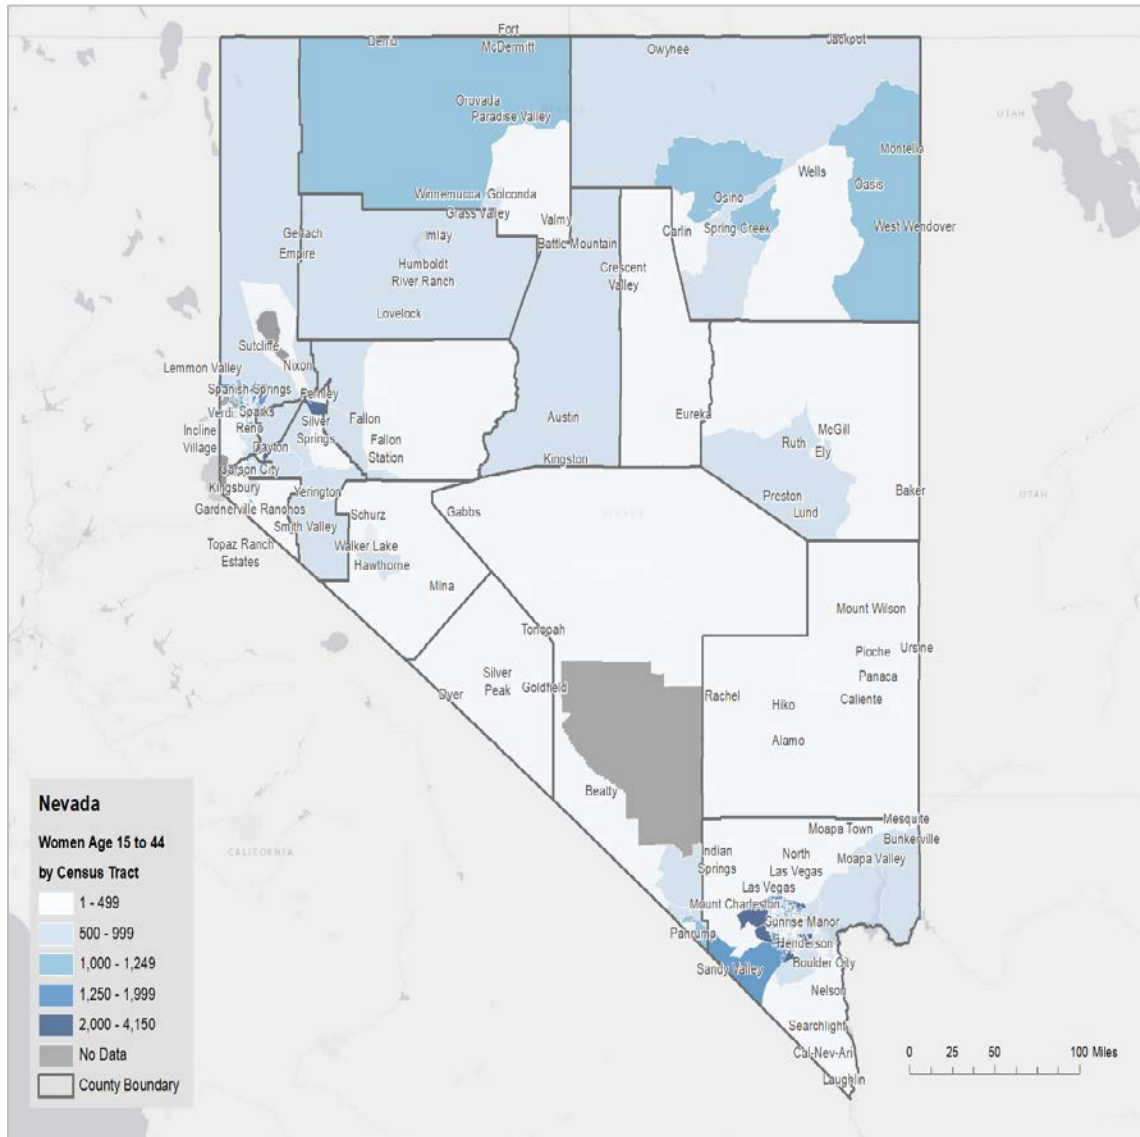 Fort
McDermitt
Denio
Owyhee
Jackpot
Orovada
Paradise Valley
UTAH
Montello
Wells
Oasis
Winnemucca
Golconda
Osino
Grass Valley
Valmy
Spring Creek
West Wendover
Carlin
Gerlach
Imlay
Battle Mountain
Empire
Humboldt
River Ranch
Crescent
Valley
Lovelock
Sutcliffe
Nixon
Lemmon Valley
Spanish Springs
Fernley
Verdi
Sparks
Reno
Silver
Springs
Fallon
Austin
Eureka
McGill
Incline
Village
Dayton
Fallon
Station
Ruth
Ely
Carson City
Kingston
Kingsbury
Yerington
Preston
Lund
Baker
UTAH
Gardnerville Ranchos
Smith Valley
Schurz
Gabbs
NEVADA
Topaz Ranch
Estates
Walker Lake
Hawthorne
Mina
Mount Wilson
Tonopah
Pioche
Ursine
Silver
Peak
Panaca
Dyer
Goldfield
Rachel
Hiko
Caliente
Alamo
Beatty
Mesquite
Moapa Town
Bunkerville
Indian
Springs
North
Las Vegas
Moapa Valley
CALIFORNIA
Las Vegas
Mount Charleston
Sunrise Manor
Pahrump
Henderson
Sandy Valley
Boulder City
Nelson
Searchlight
Cal-Nev-Ari
Laughlin
Nevada
Women Age 15 to 44
by Census Tract
1 - 499
500 - 999
1,000 - 1,249
1,250 - 1,999
2,000 - 4,150
No Data
County Boundary
0 25 50 100 Miles